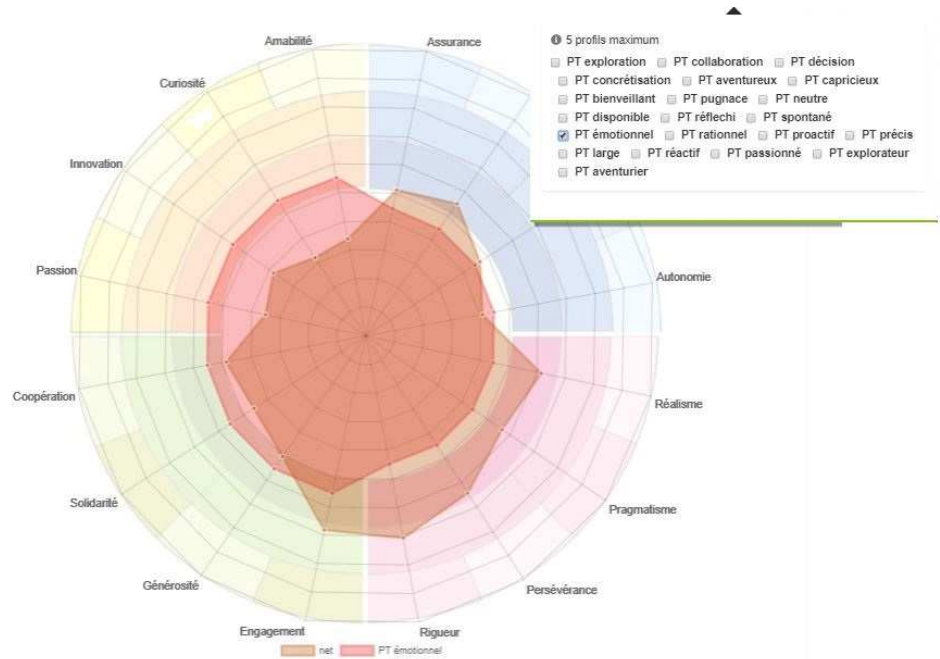 Amabilité
Assurance
Curiosité
Innovation
Passion
Autonomie
Coopération
Réalisme
Solidarité
Pragmatisme
Générosité
Persévérance
Engagement
Rigueur
net PT émotionnel
5 profils maximum
PT exploration PT collaboration PT décision
PT concrétisation PT aventureux PT capricieux
PT bienveillant PT pugnace PT neutre
PT disponible PT réflechi PT spontané
PT émotionnel PT rationnel PT proactif PT précis
PT large PT réactif PT passionné PT explorateur
PT aventurier